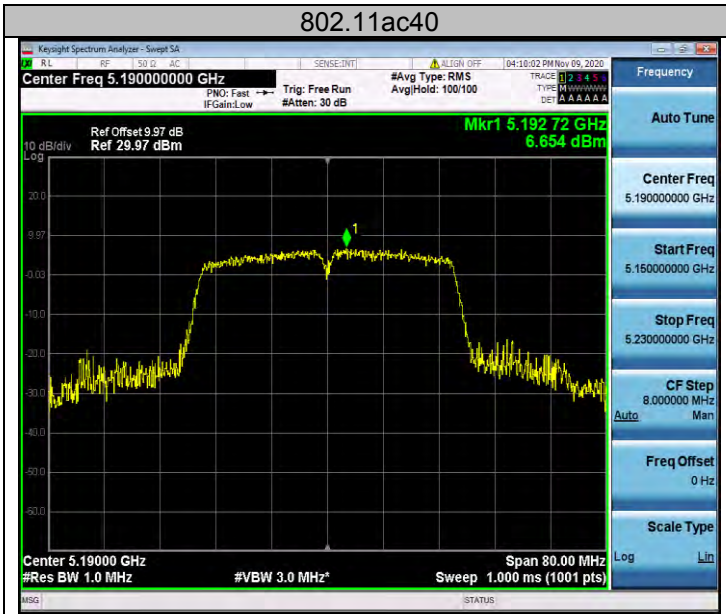 802.11ac40
Keysight Spectrum Analyzer - Swept SA
RL RF 50 Ω AC SENSE:INT ALIGN OFF 04:10:02 PM Nov 09, 2020
Center Freq 5.190000000 GHz
PNO: Fast
IFGain:Low
Trig: Free Run
#Atten: 30 dB
#Avg Type: RMS
Avg|Hold: 100/100
TRACE 1 2 3 4 5 6
TYPE M WWWWW
DET A A A A A A
Ref Offset 9.97 dB
10 dB/div Ref 29.97 dBm
Log
Mkr1 5.192 72 GHz
6.654 dBm
20.0
9.97
1
-0.03
-10.0
-20.0
-30.0
-40.0
-50.0
-60.0
Center 5.19000 GHz Span 80.00 MHz
#Res BW 1.0 MHz #VBW 3.0 MHz* Sweep 1.000 ms (1001 pts)
MSG STATUS
Frequency
Auto Tune
Center Freq
5.190000000 GHz
Start Freq
5.150000000 GHz
Stop Freq
5.230000000 GHz
CF Step
8.000000 MHz
Auto Man
Freq Offset
0 Hz
Scale Type
Log Lin